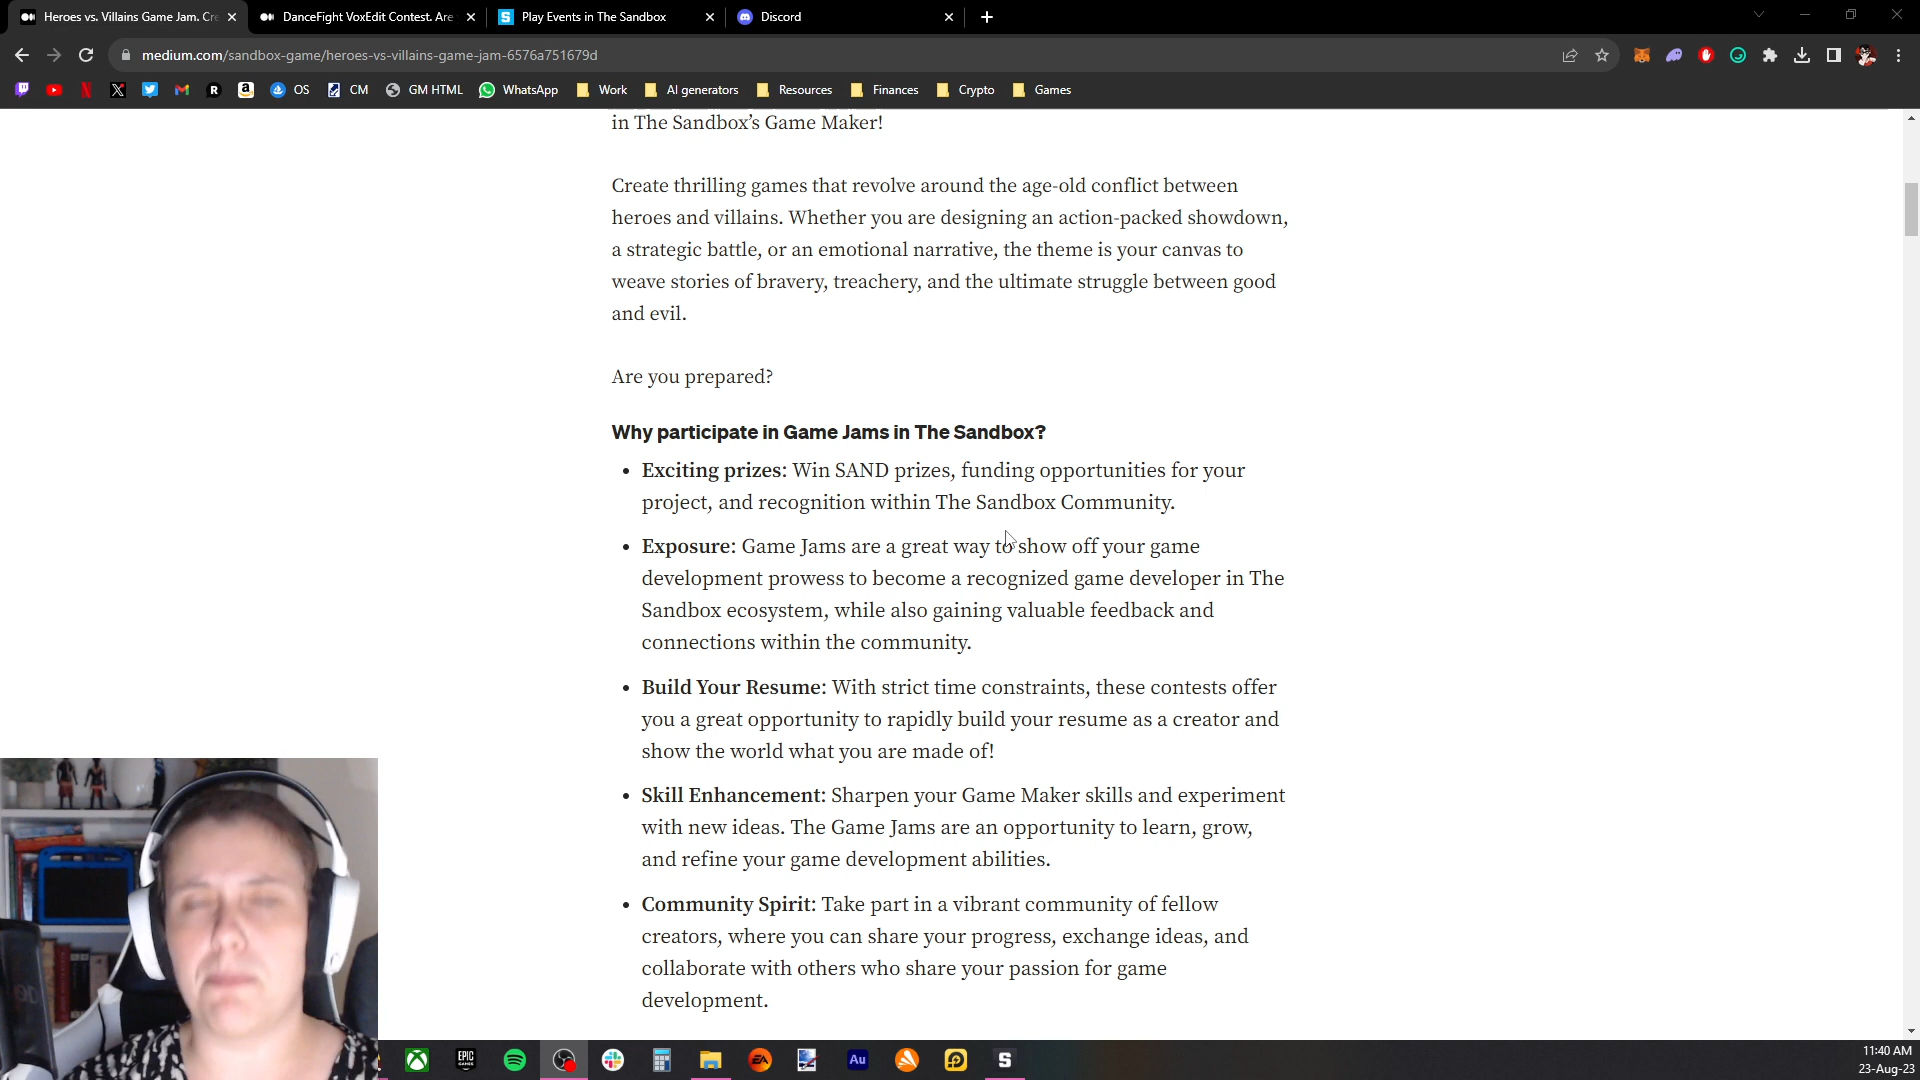 Heroes vs. Villains Game Jam. Cre
DanceFight VoxEdit Contest. Are
Play Events in The Sandbox
Discord
medium.com/sandbox-game/heroes-vs-villains-game-jam-6576a751679d
OS
CM
GM HTML
WhatsApp
Work
AI generators
Resources
Finances
Crypto
Games
in The Sandbox’s Game Maker!
Create thrilling games that revolve around the age-old conflict between
heroes and villains. Whether you are designing an action-packed showdown,
a strategic battle, or an emotional narrative, the theme is your canvas to
weave stories of bravery, treachery, and the ultimate struggle between good
and evil.
Are you prepared?
Why participate in Game Jams in The Sandbox?
• Exciting prizes: Win SAND prizes, funding opportunities for your
project, and recognition within The Sandbox Community.
• Exposure: Game Jams are a great way to show off your game
development prowess to become a recognized game developer in The
Sandbox ecosystem, while also gaining valuable feedback and
connections within the community.
• Build Your Resume: With strict time constraints, these contests offer
you a great opportunity to rapidly build your resume as a creator and
show the world what you are made of!
• Skill Enhancement: Sharpen your Game Maker skills and experiment
with new ideas. The Game Jams are an opportunity to learn, grow,
and refine your game development abilities.
• Community Spirit: Take part in a vibrant community of fellow
creators, where you can share your progress, exchange ideas, and
collaborate with others who share your passion for game
development.
EPIC
GAMES
EA
Au
S
11:40 AM
23-Aug-23